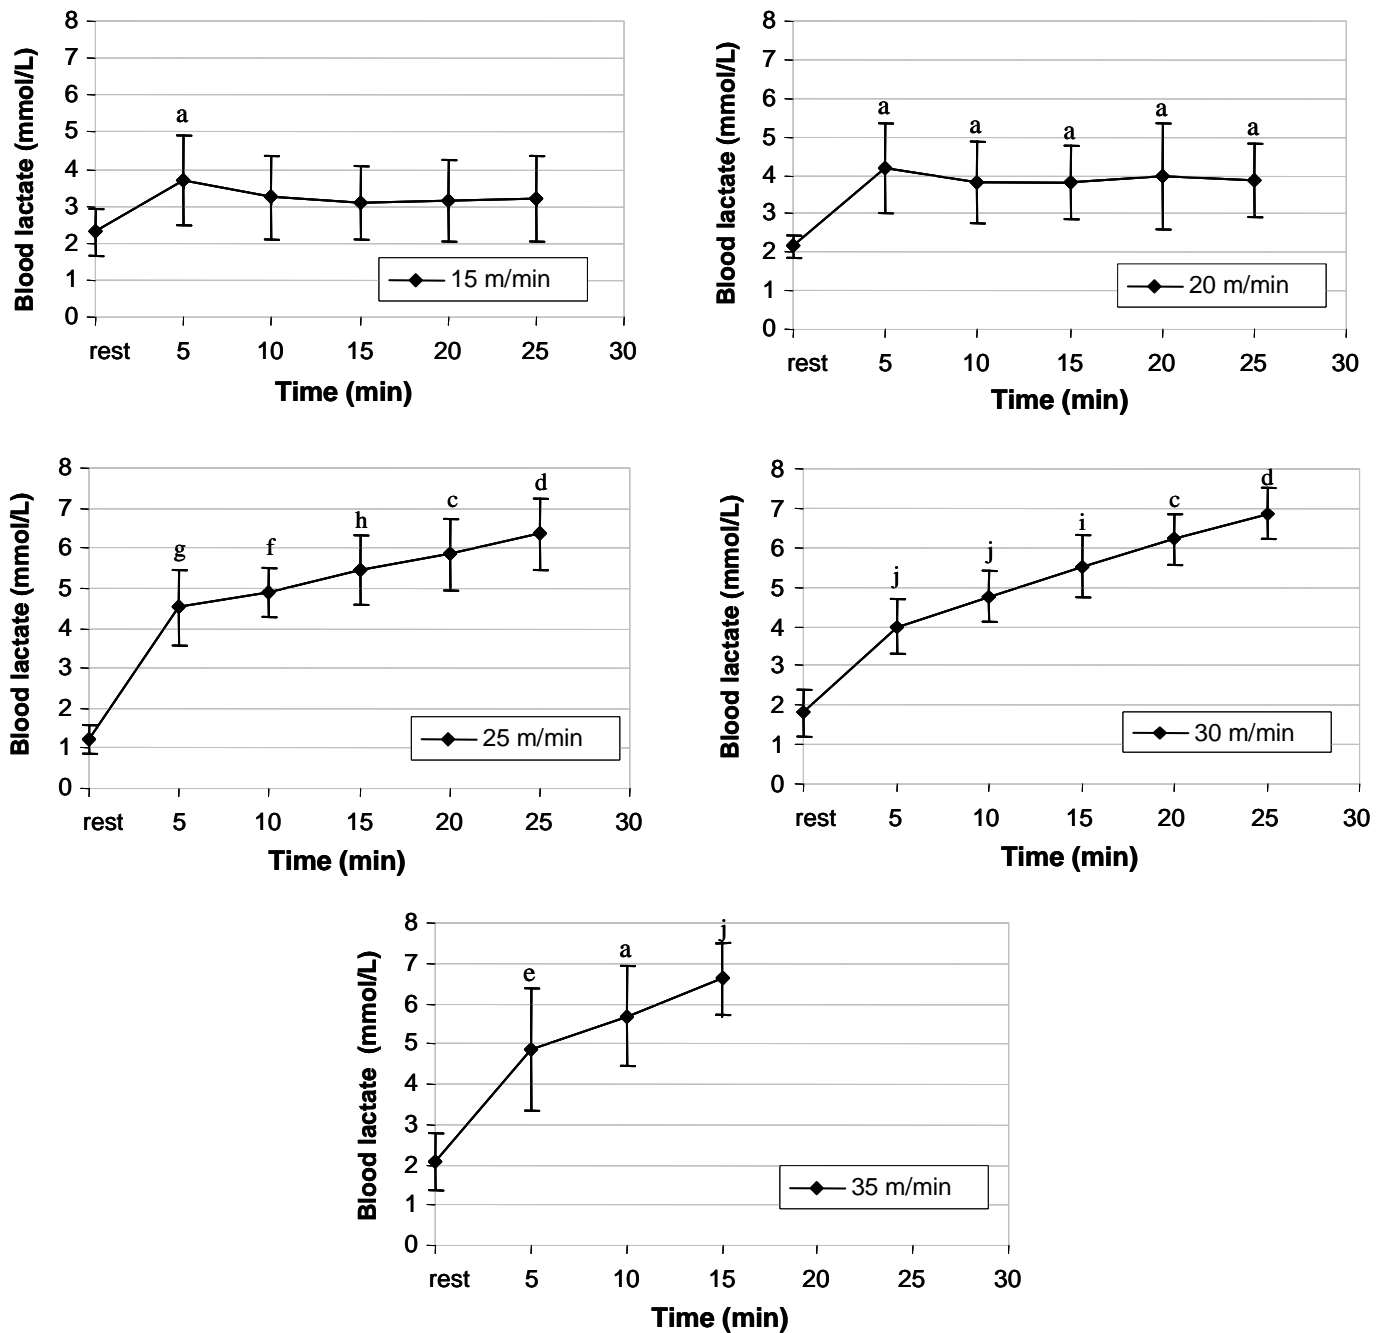 8
7
6
5
4
3
2
1
0
Blood lactate (mmol/L)
a
15 m/min
rest 5 10 15 20 25 30
Time (min)
8
7
6
5
4
3
2
1
0
Blood lactate (mmol/L)
a a a a a
20 m/min
rest 5 10 15 20 25 30
Time (min)
8
7
6
5
4
3
2
1
0
Blood lactate (mmol/L)
g f h c d
25 m/min
rest 5 10 15 20 25 30
Time (min)
8
7
6
5
4
3
2
1
0
Blood lactate (mmol/L)
j j i c d
30 m/min
rest 5 10 15 20 25 30
Time (min)
8
7
6
5
4
3
2
1
0
Blood lactate (mmol/L)
e a j
35 m/min
rest 5 10 15 20 25 30
Time (min)